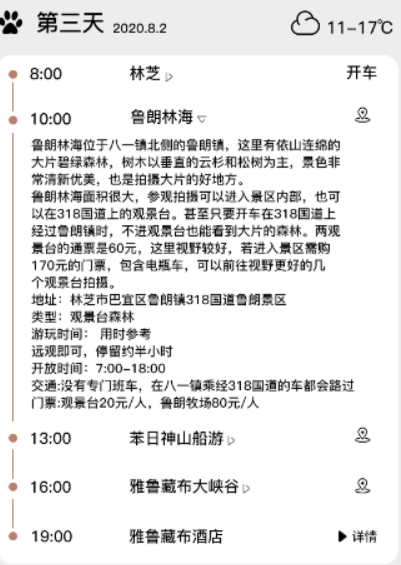 第三天 2020.8.2 11-17℃
8:00 林芝 开车
10:00 鲁朗林海
鲁朗林海位于八一镇北侧的鲁朗镇，这里有依山连绵的
大片碧绿森林，树木以垂直的云杉和松树为主，景色非
常清新优美，也是拍摄大片的好地方。
鲁朗林海面积很大，参观拍摄可以进入景区内部，也可
以在318国道上的观景台。甚至只要开车在318国道上
经过鲁朗镇时，不进观景台也能看到大片的森林。两观
景台的通票是60元，这里视野较好，若进入景区需购
170元的门票，包含电瓶车，可以前往视野更好的几
个观景台拍摄。
地址：林芝市巴宜区鲁朗镇318国道鲁朗景区
类型：观景台森林
游玩时间： 用时参考
远观即可，停留约半小时
开放时间：7:00-18:00
交通:没有专门班车，在八一镇乘经318国道的车都会路过
门票:观景台20元/人，鲁朗牧场80元/人
13:00 苯日神山船游
16:00 雅鲁藏布大峡谷
19:00 雅鲁藏布酒店 详情